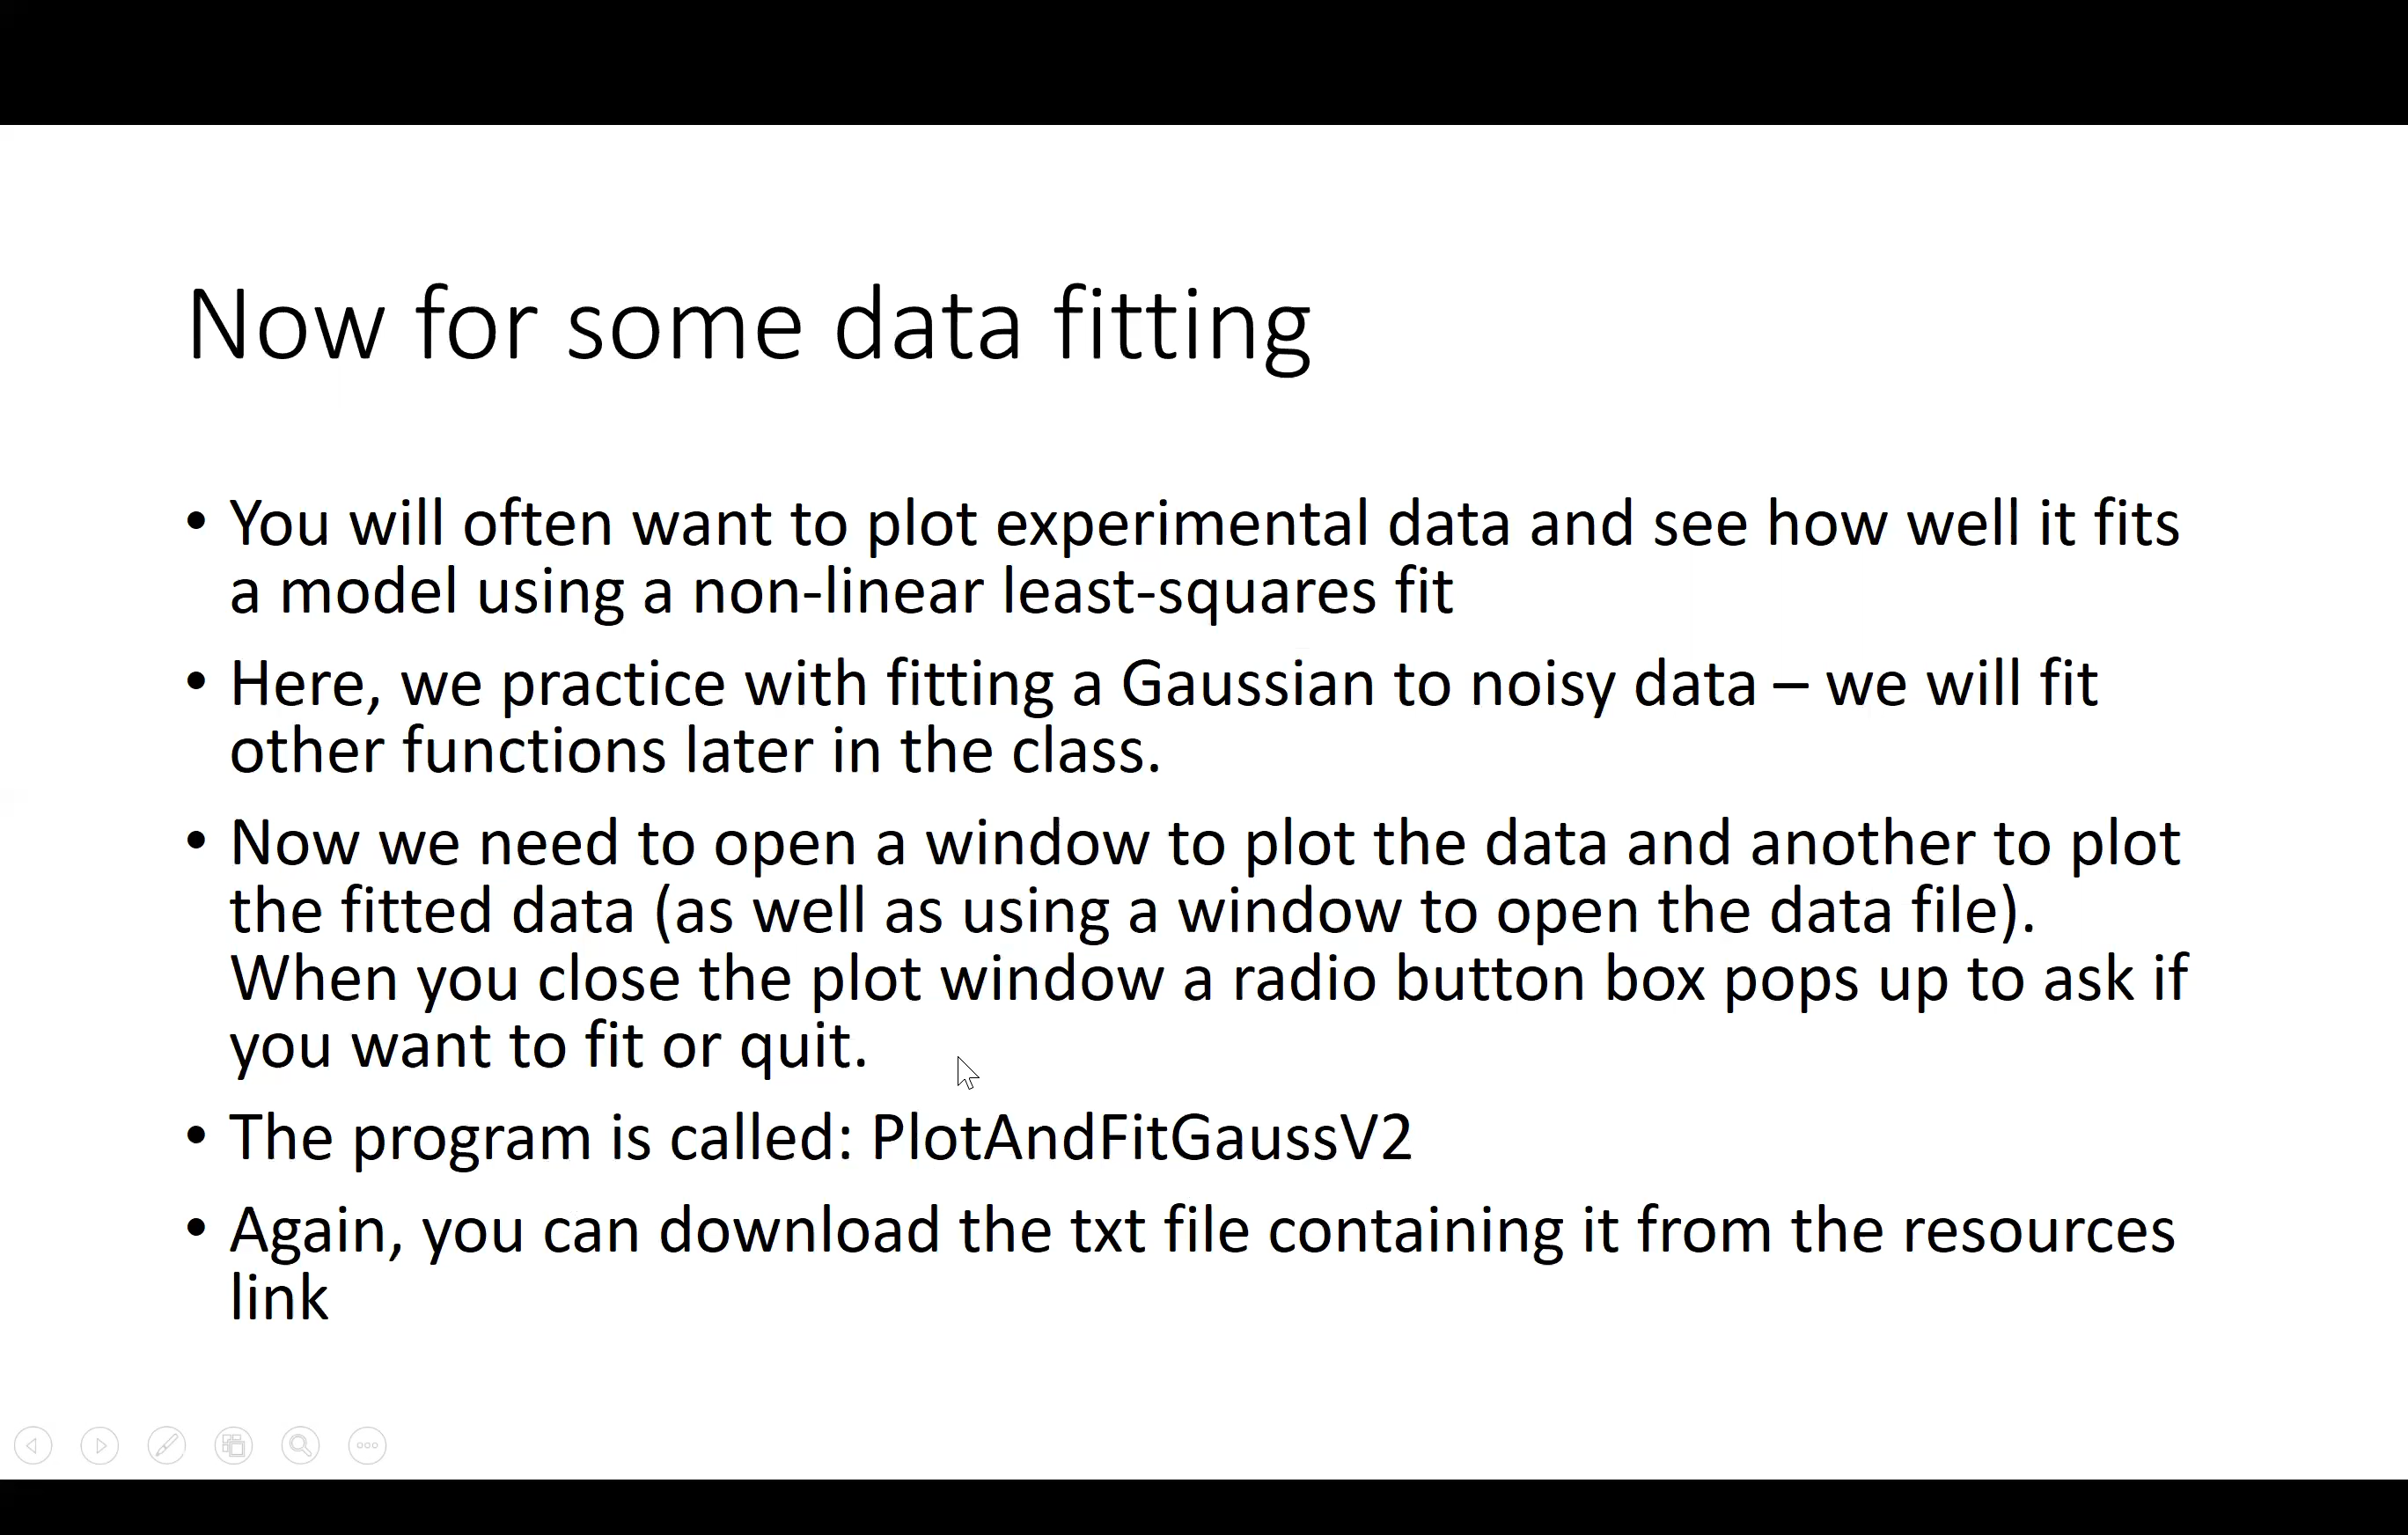 Now for some data fitting
• You will often want to plot experimental data and see how well it fits
a model using a non-linear least-squares fit
• Here, we practice with fitting a Gaussian to noisy data – we will fit
other functions later in the class.
• Now we need to open a window to plot the data and another to plot
the fitted data (as well as using a window to open the data file).
When you close the plot window a radio button box pops up to ask if
you want to fit or quit.
• The program is called: PlotAndFitGaussV2
• Again, you can download the txt file containing it from the resources
link